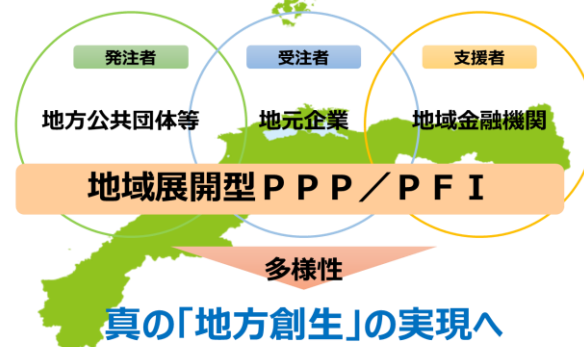 発注者 受注者 支援者
地方公共団体等 地元企業 地域金融機関
地域展開型ＰＰＰ／ＰＦＩ
多様性
真の「地方創生」の実現へ